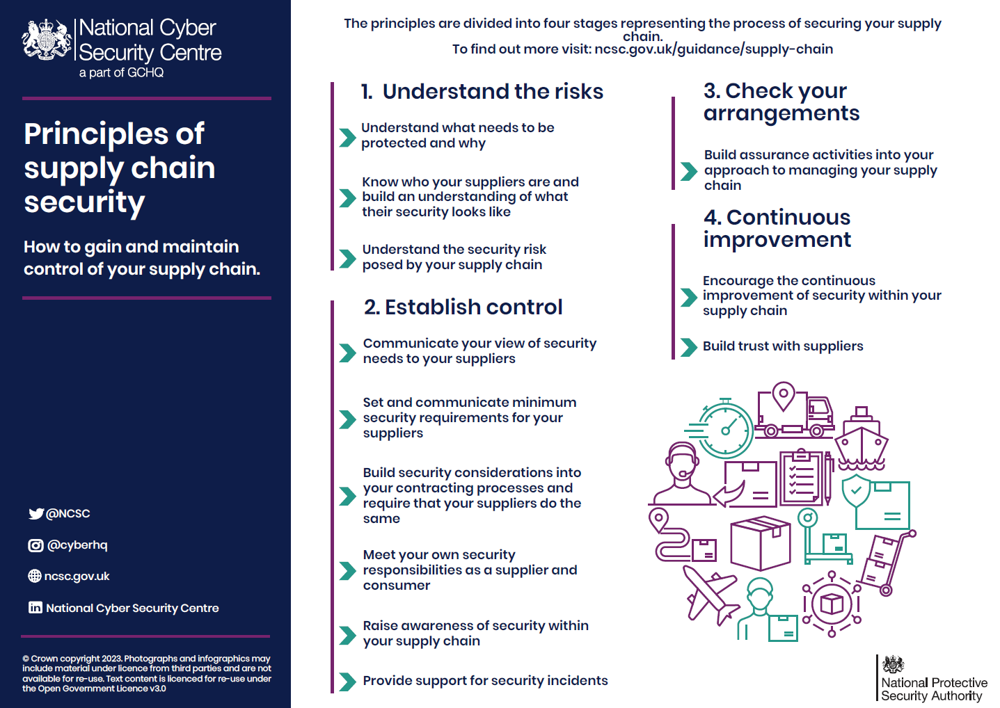 National Cyber
Security Centre
a part of GCHQ
Principles of
supply chain
security
How to gain and maintain
control of your supply chain.
@NCSC
@cyberhq
ncsc.gov.uk
National Cyber Security Centre
© Crown copyright 2023. Photographs and infographics may
include material under licence from third parties and are not
available for re-use. Text content is licenced for re-use under
the Open Government Licence v3.0
The principles are divided into four stages representing the process of securing your supply
chain.
To find out more visit: ncsc.gov.uk/guidance/supply-chain
1. Understand the risks
Understand what needs to be
protected and why
Know who your suppliers are and
build an understanding of what
their security looks like
Understand the security risk
posed by your supply chain
2. Establish control
Communicate your view of security
needs to your suppliers
Set and communicate minimum
security requirements for your
suppliers
Build security considerations into
your contracting processes and
require that your suppliers do the
same
Meet your own security
responsibilities as a supplier and
consumer
Raise awareness of security within
your supply chain
Provide support for security incidents
3. Check your
arrangements
Build assurance activities into your
approach to managing your supply
chain
4. Continuous
improvement
Encourage the continuous
improvement of security within your
supply chain
Build trust with suppliers
National Protective
Security Authority